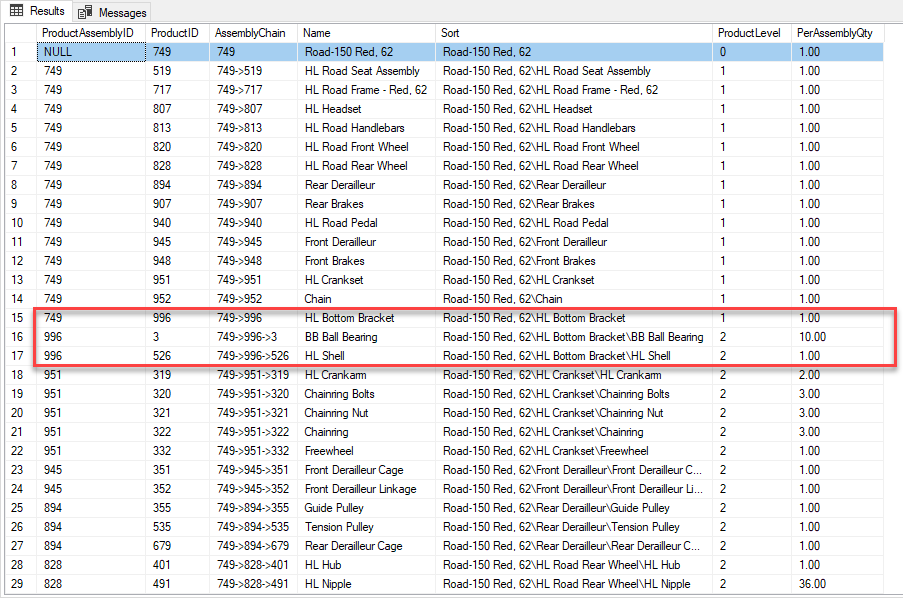 Results Messages
ProductAssemblyID ProductID AssemblyChain Name Sort ProductLevel PerAssemblyQty
1 NULL 749 749 Road-150 Red, 62 Road-150 Red, 62 0 1.00
2 749 519 749->519 HL Road Seat Assembly Road-150 Red, 62\HL Road Seat Assembly 1 1.00
3 749 717 749->717 HL Road Frame - Red, 62 Road-150 Red, 62\HL Road Frame - Red, 62 1 1.00
4 749 807 749->807 HL Headset Road-150 Red, 62\HL Headset 1 1.00
5 749 813 749->813 HL Road Handlebars Road-150 Red, 62\HL Road Handlebars 1 1.00
6 749 820 749->820 HL Road Front Wheel Road-150 Red, 62\HL Road Front Wheel 1 1.00
7 749 828 749->828 HL Road Rear Wheel Road-150 Red, 62\HL Road Rear Wheel 1 1.00
8 749 894 749->894 Rear Derailleur Road-150 Red, 62\Rear Derailleur 1 1.00
9 749 907 749->907 Rear Brakes Road-150 Red, 62\Rear Brakes 1 1.00
10 749 940 749->940 HL Road Pedal Road-150 Red, 62\HL Road Pedal 1 1.00
11 749 945 749->945 Front Derailleur Road-150 Red, 62\Front Derailleur 1 1.00
12 749 948 749->948 Front Brakes Road-150 Red, 62\Front Brakes 1 1.00
13 749 951 749->951 HL Crankset Road-150 Red, 62\HL Crankset 1 1.00
14 749 952 749->952 Chain Road-150 Red, 62\Chain 1 1.00
15 749 996 749->996 HL Bottom Bracket Road-150 Red, 62\HL Bottom Bracket 1 1.00
16 996 3 749->996->3 BB Ball Bearing Road-150 Red, 62\HL Bottom Bracket\BB Ball Bearing 2 10.00
17 996 526 749->996->526 HL Shell Road-150 Red, 62\HL Bottom Bracket\HL Shell 2 1.00
18 951 319 749->951->319 HL Crankarm Road-150 Red, 62\HL Crankset\HL Crankarm 2 2.00
19 951 320 749->951->320 Chainring Bolts Road-150 Red, 62\HL Crankset\Chainring Bolts 2 3.00
20 951 321 749->951->321 Chainring Nut Road-150 Red, 62\HL Crankset\Chainring Nut 2 3.00
21 951 322 749->951->322 Chainring Road-150 Red, 62\HL Crankset\Chainring 2 3.00
22 951 332 749->951->332 Freewheel Road-150 Red, 62\HL Crankset\Freewheel 2 1.00
23 945 351 749->945->351 Front Derailleur Cage Road-150 Red, 62\Front Derailleur\Front Derailleur C... 2 1.00
24 945 352 749->945->352 Front Derailleur Linkage Road-150 Red, 62\Front Derailleur\Front Derailleur Li... 2 1.00
25 894 355 749->894->355 Guide Pulley Road-150 Red, 62\Rear Derailleur\Guide Pulley 2 1.00
26 894 535 749->894->535 Tension Pulley Road-150 Red, 62\Rear Derailleur\Tension Pulley 2 1.00
27 894 679 749->894->679 Rear Derailleur Cage Road-150 Red, 62\Rear Derailleur\Rear Derailleur C... 2 1.00
28 828 401 749->828->401 HL Hub Road-150 Red, 62\HL Road Rear Wheel\HL Hub 2 1.00
29 828 491 749->828->491 HL Nipple Road-150 Red, 62\HL Road Rear Wheel\HL Nipple 2 36.00